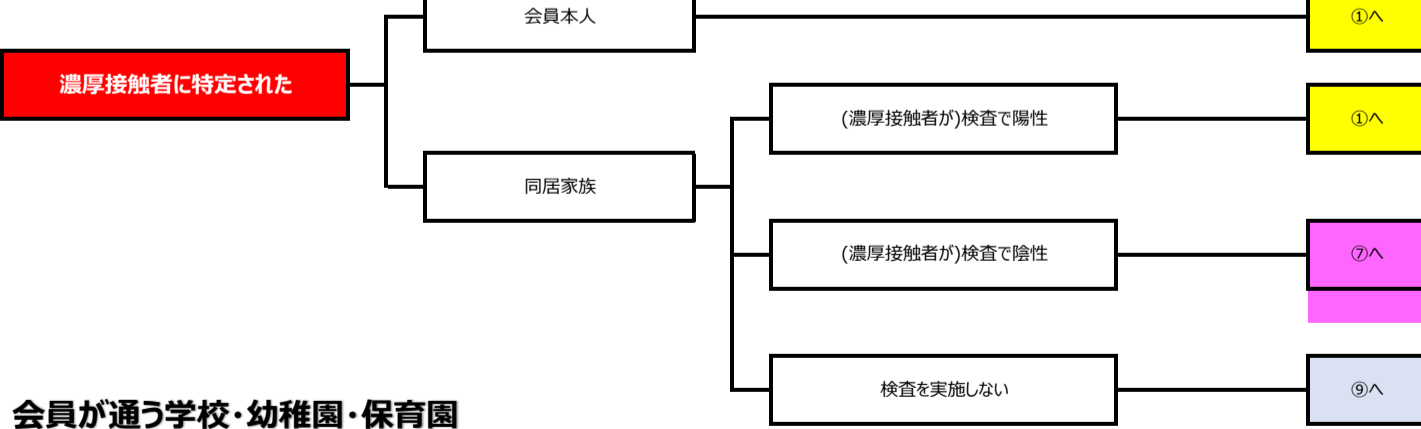 会員本人
①へ
濃厚接触者に特定された
(濃厚接触者が)検査で陽性
①へ
同居家族
(濃厚接触者が)検査で陰性
⑦へ
検査を実施しない
⑨へ
会員が通う学校・幼稚園・保育園